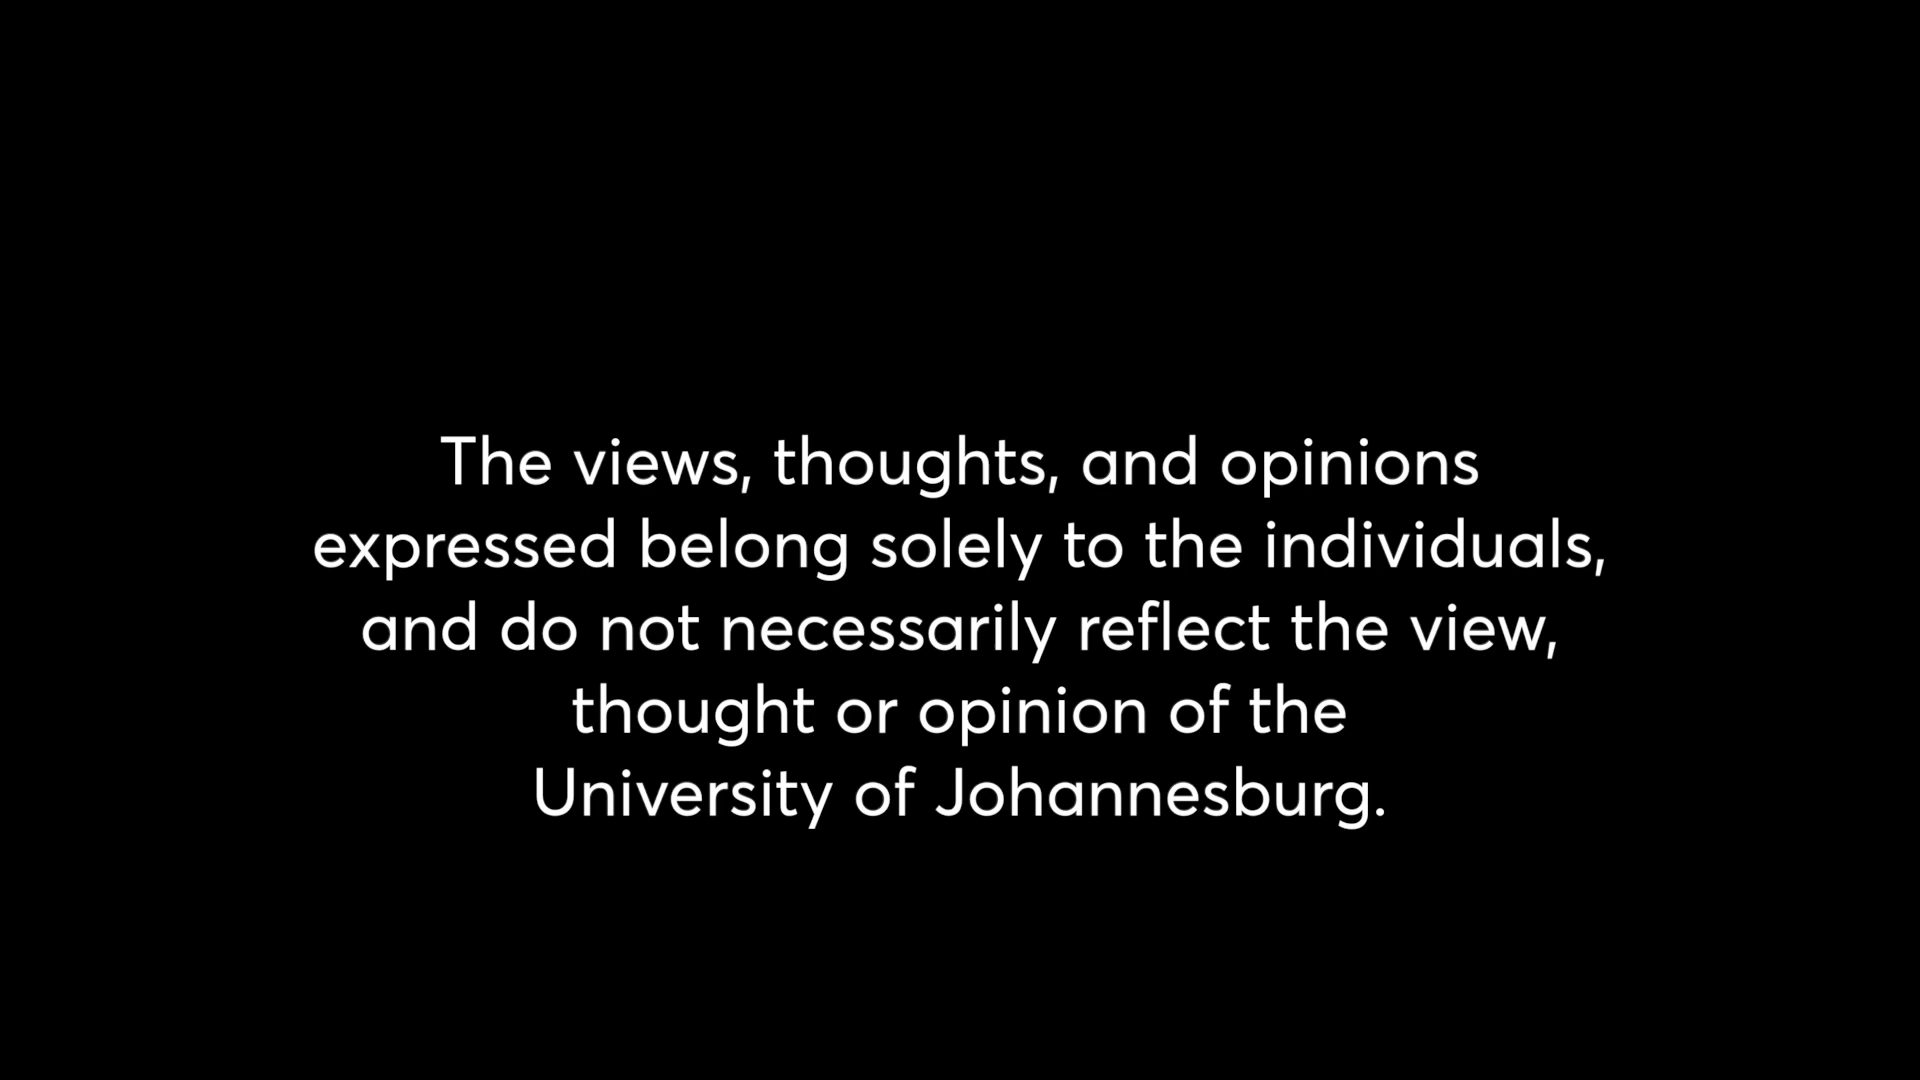 The views, thoughts, and opinions
expressed belong solely to the individuals,
and do not necessarily reflect the view,
thought or opinion of the
University of Johannesburg.